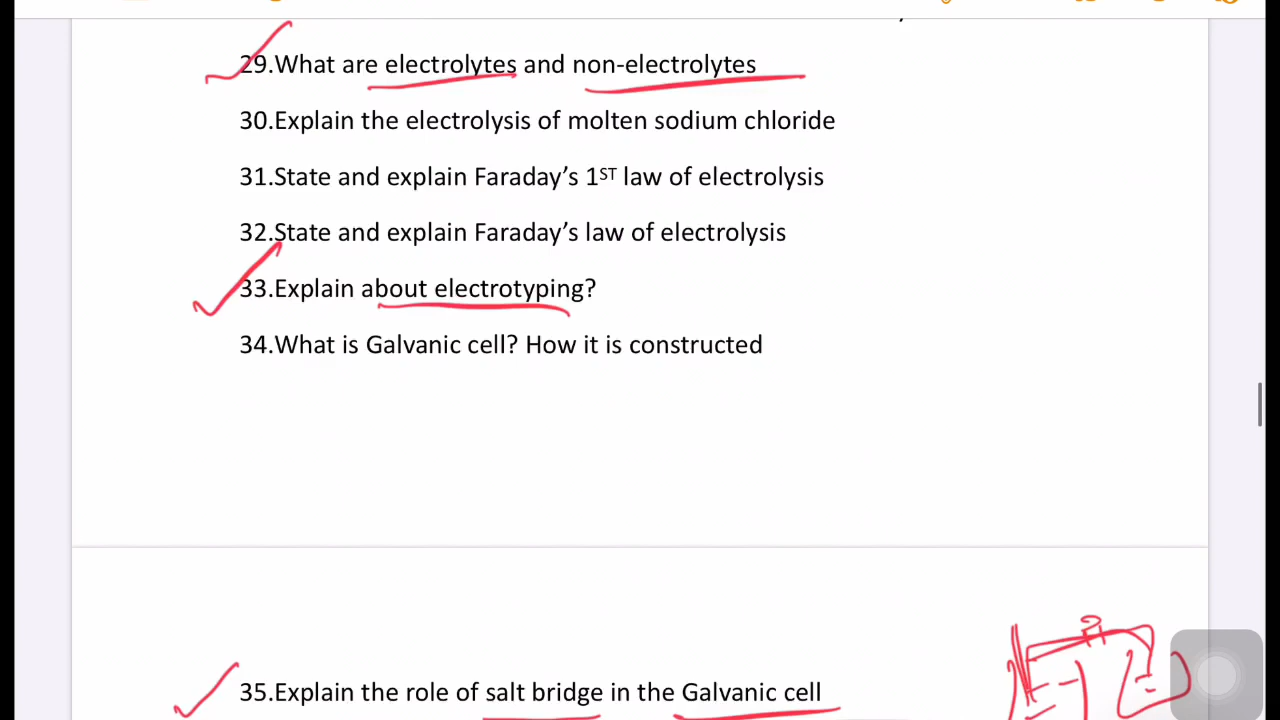 29.What are electrolytes and non-electrolytes
30.Explain the electrolysis of molten sodium chloride
31.State and explain Faraday’s 1ST law of electrolysis
32.State and explain Faraday’s law of electrolysis
33.Explain about electrotyping?
34.What is Galvanic cell? How it is constructed
35.Explain the role of salt bridge in the Galvanic cell